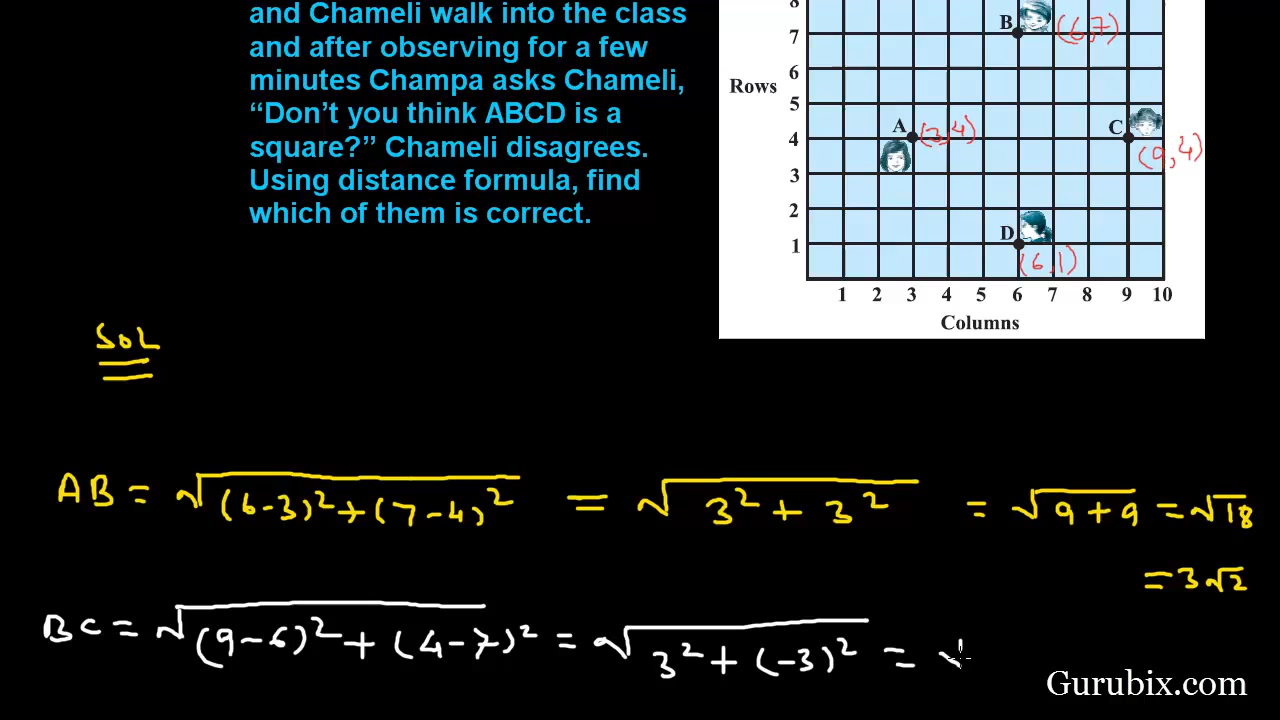 and Chameli walk into the class
and after observing for a few
minutes Champa asks Chameli,
“Don’t you think ABCD is a
square?” Chameli disagrees.
Using distance formula, find
which of them is correct.
8
B (6,7)
7
6
Rows
5
A (3,4)
C
4
(9,4)
3
2
D
1
(6,1)
1 2 3 4 5 6 7 8 9 10
Columns
SOL
AB = √(6-3)² + (7-4)² = √3² + 3² = √9+9 = √18
= 3√2
BC = √(9-6)² + (4-7)² = √3² + (-3)² = √
Gurubix.com